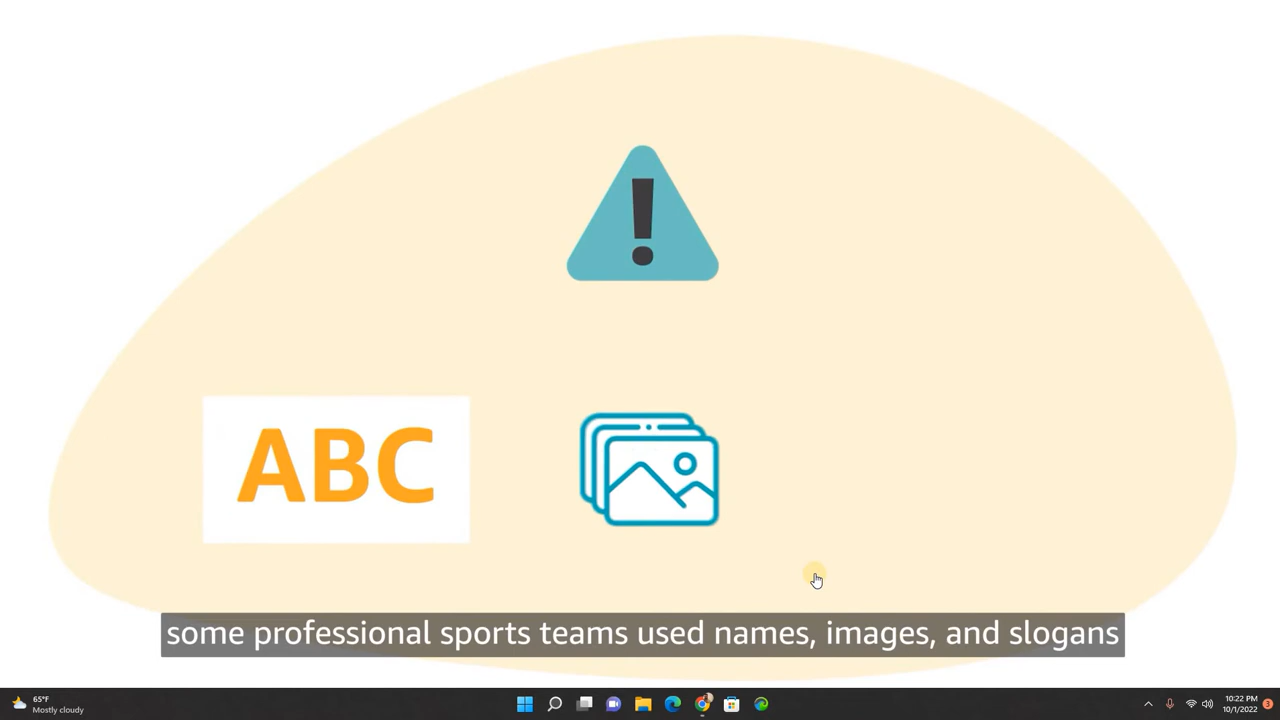 ABC
some professional sports teams used names, images, and slogans
65°F
Mostly cloudy
10:22 PM
10/1/2022
3